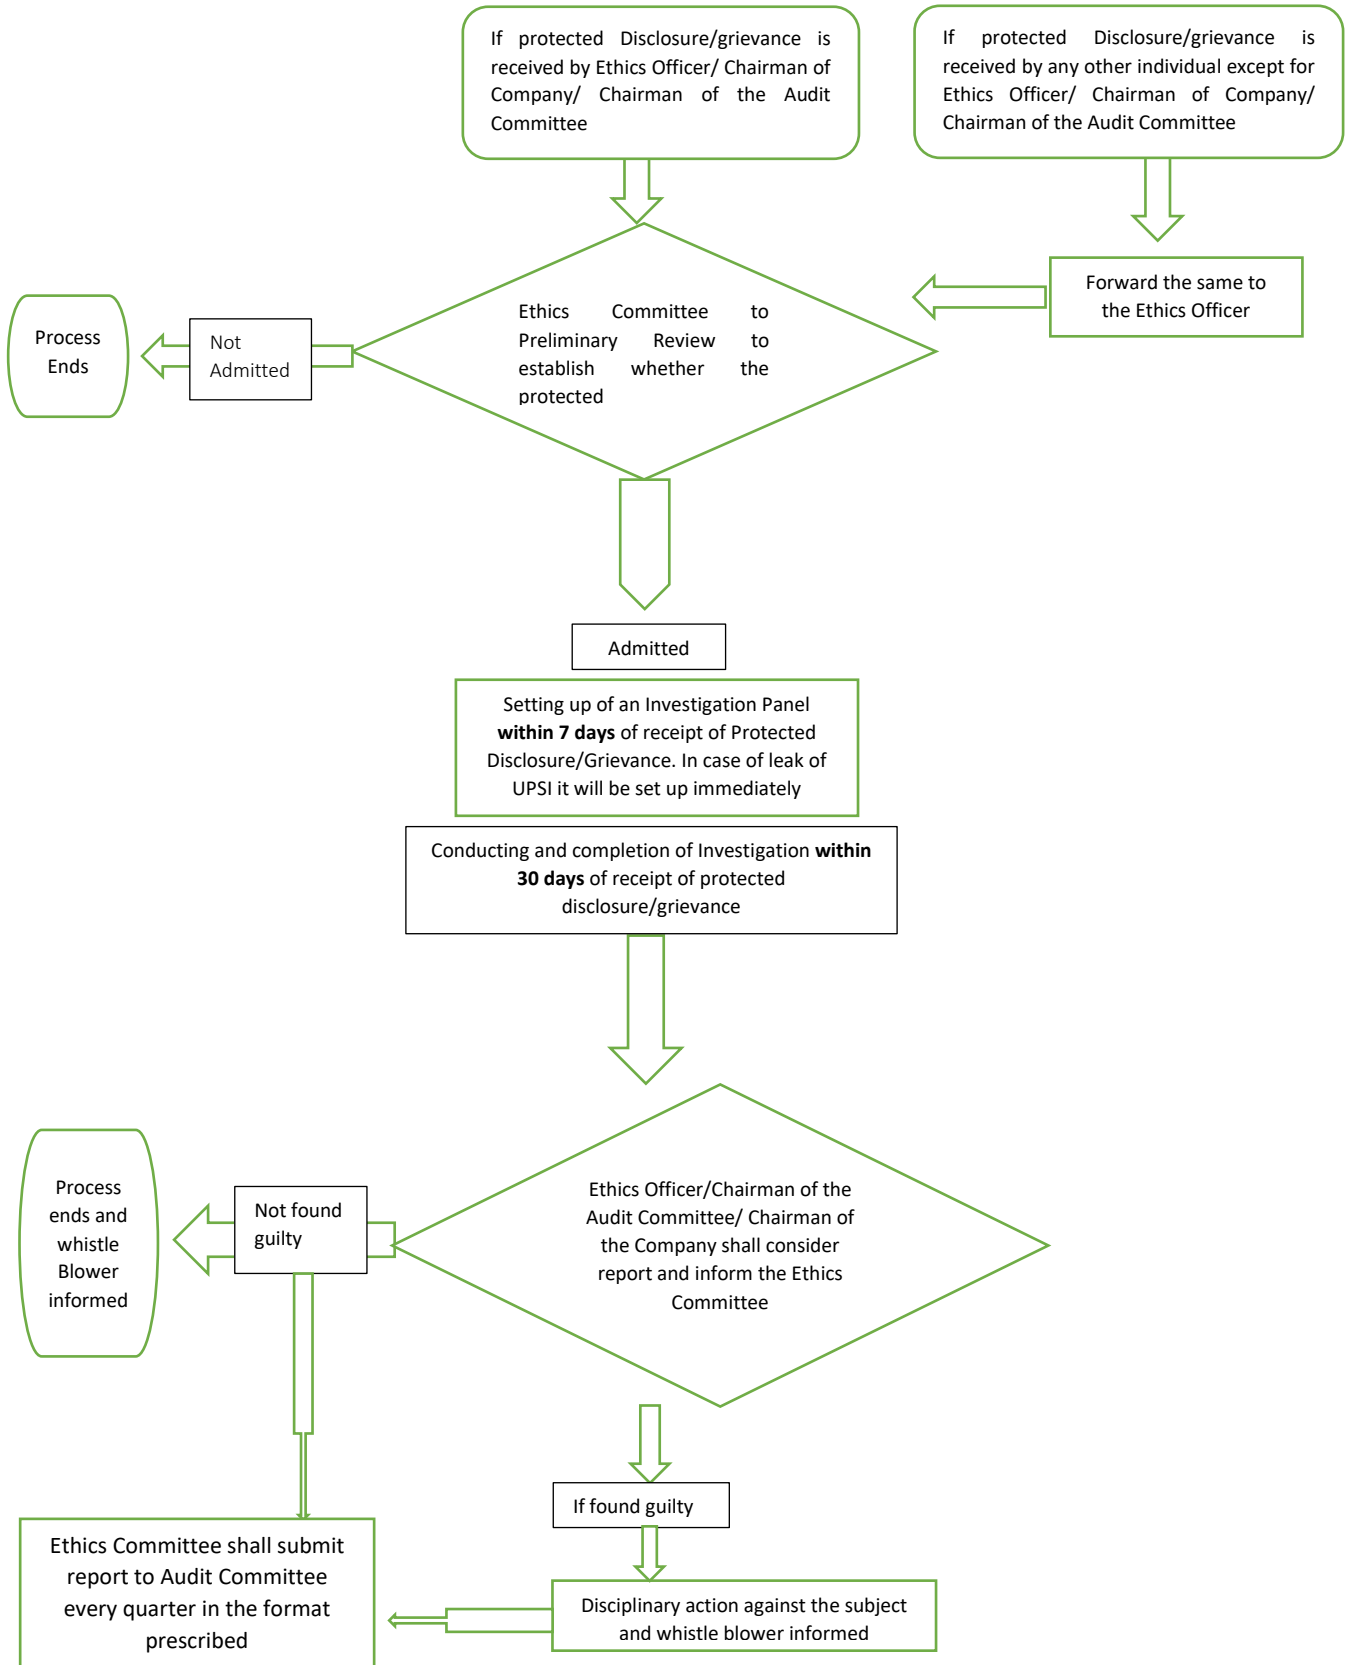 If protected Disclosure/grievance is
received by Ethics Officer/ Chairman of
Company/ Chairman of the Audit
Committee
If protected Disclosure/grievance is
received by any other individual except for
Ethics Officer/ Chairman of Company/
Chairman of the Audit Committee
Forward the same to
the Ethics Officer
Ethics Committee to
Preliminary Review to
establish whether the
protected
Not
Admitted
Process
Ends
Admitted
Setting up of an Investigation Panel
within 7 days of receipt of Protected
Disclosure/Grievance. In case of leak of
UPSI it will be set up immediately
Conducting and completion of Investigation within
30 days of receipt of protected
disclosure/grievance
Ethics Officer/Chairman of the
Audit Committee/ Chairman of
the Company shall consider
report and inform the Ethics
Committee
Not found
guilty
Process
ends and
whistle
Blower
informed
If found guilty
Disciplinary action against the subject
and whistle blower informed
Ethics Committee shall submit
report to Audit Committee
every quarter in the format
prescribed